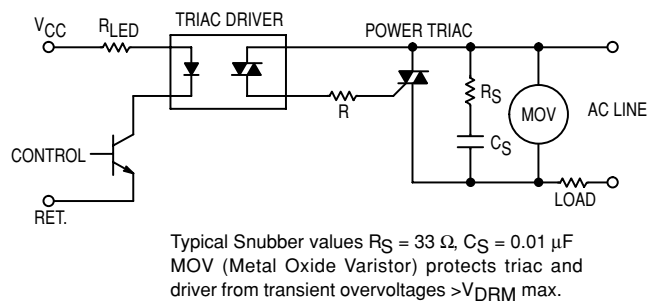 TRIAC DRIVER
POWER TRIAC
VCC
RLED
R
RS
CS
MOV
AC LINE
LOAD
CONTROL
RET.
Typical Snubber values RS = 33 Ω, CS = 0.01 μF
MOV (Metal Oxide Varistor) protects triac and
driver from transient overvoltages >VDRM max.